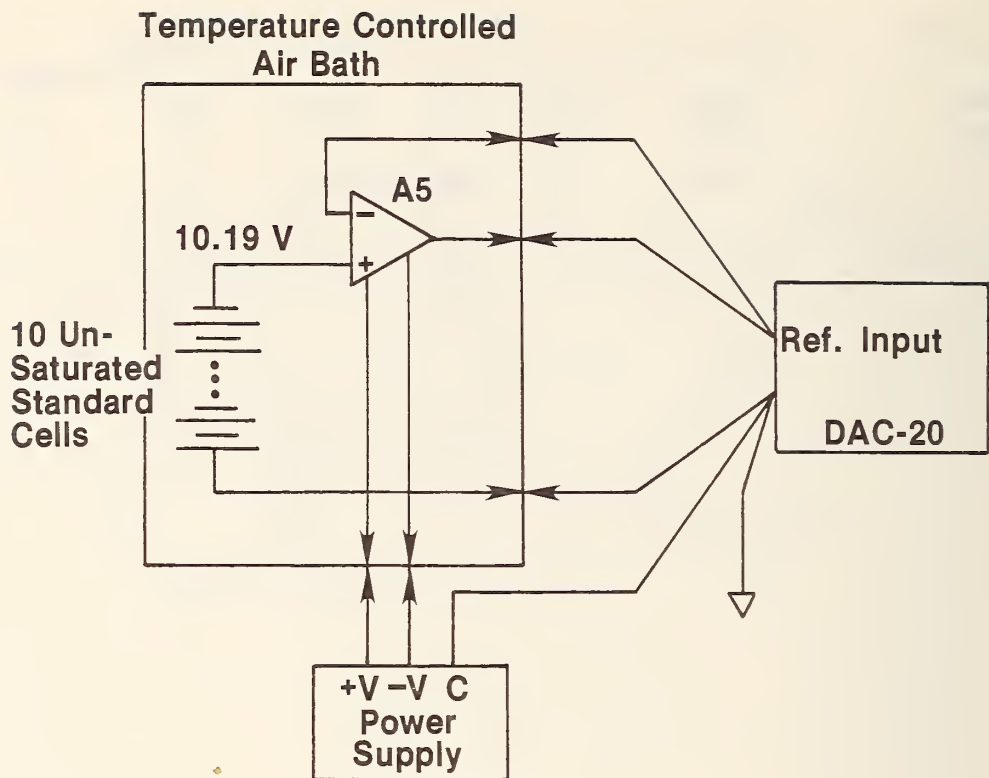 Temperature Controlled
Air Bath
A5
−
10.19 V
+
10 Un-
Saturated
Standard
Cells
Ref. Input
DAC-20
+V −V C
Power
Supply